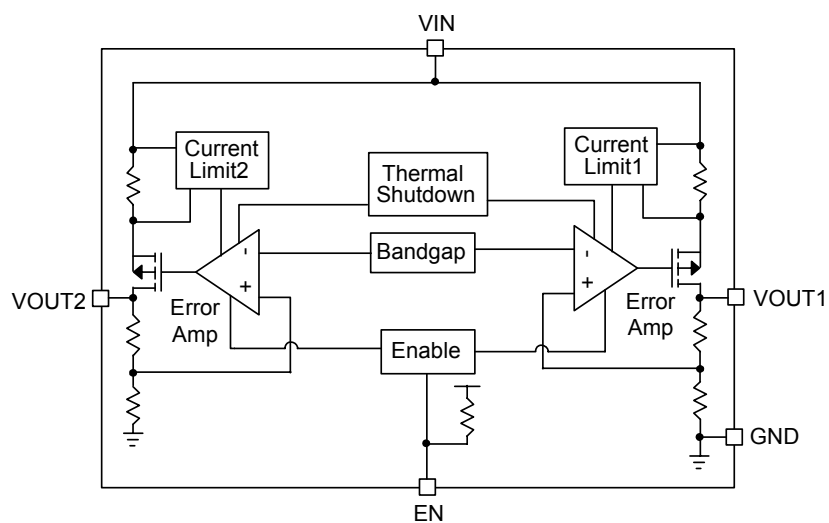 VIN
Current
Limit2
Thermal
Shutdown
Current
Limit1
-
Bandgap
-
+
+
VOUT2
Error
Amp
Error
Amp
VOUT1
Enable
GND
EN